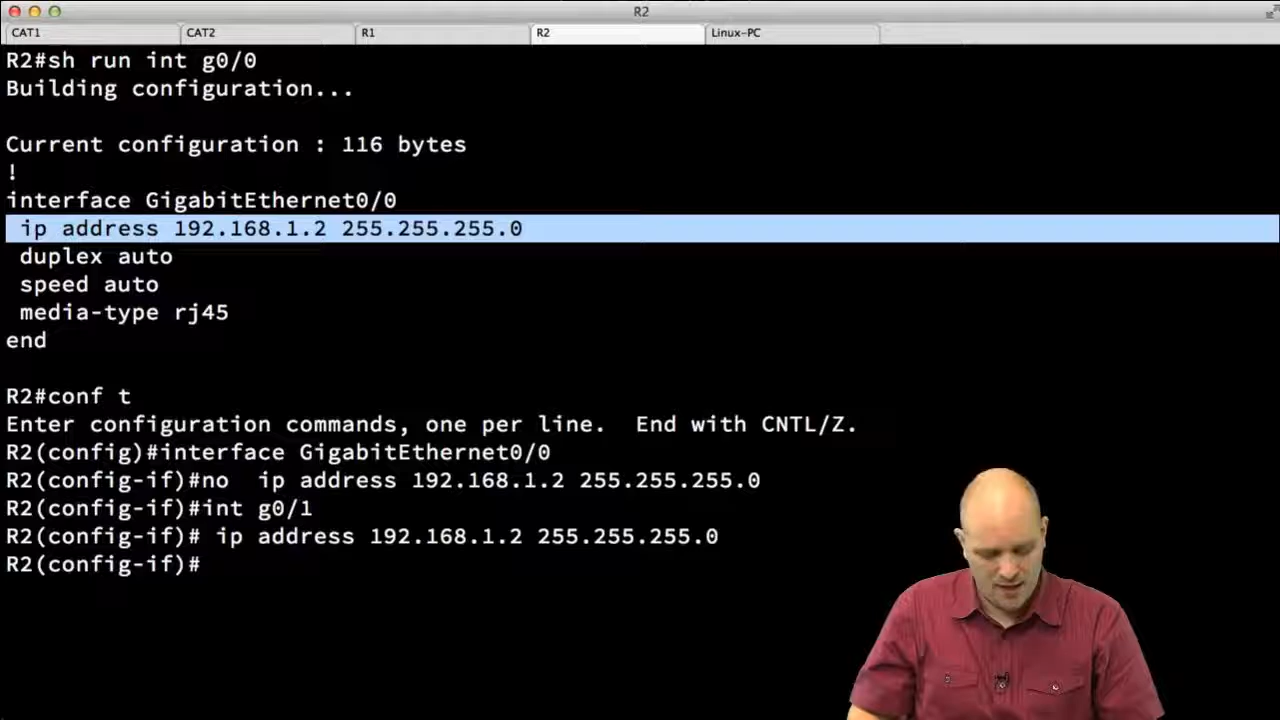 R2
CAT1
CAT2
R1
R2
Linux-PC
R2#sh run int g0/0
Building configuration...
Current configuration : 116 bytes
!
interface GigabitEthernet0/0
 ip address 192.168.1.2 255.255.255.0
 duplex auto
 speed auto
 media-type rj45
end
R2#conf t
Enter configuration commands, one per line.  End with CNTL/Z.
R2(config)#interface GigabitEthernet0/0
R2(config-if)#no  ip address 192.168.1.2 255.255.255.0
R2(config-if)#int g0/1
R2(config-if)# ip address 192.168.1.2 255.255.255.0
R2(config-if)#